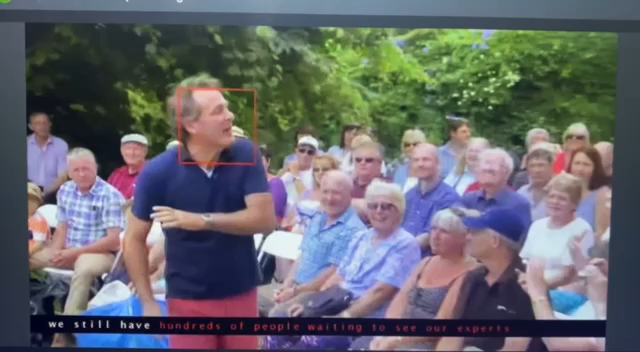 we still have hundreds of people waiting to see our experts